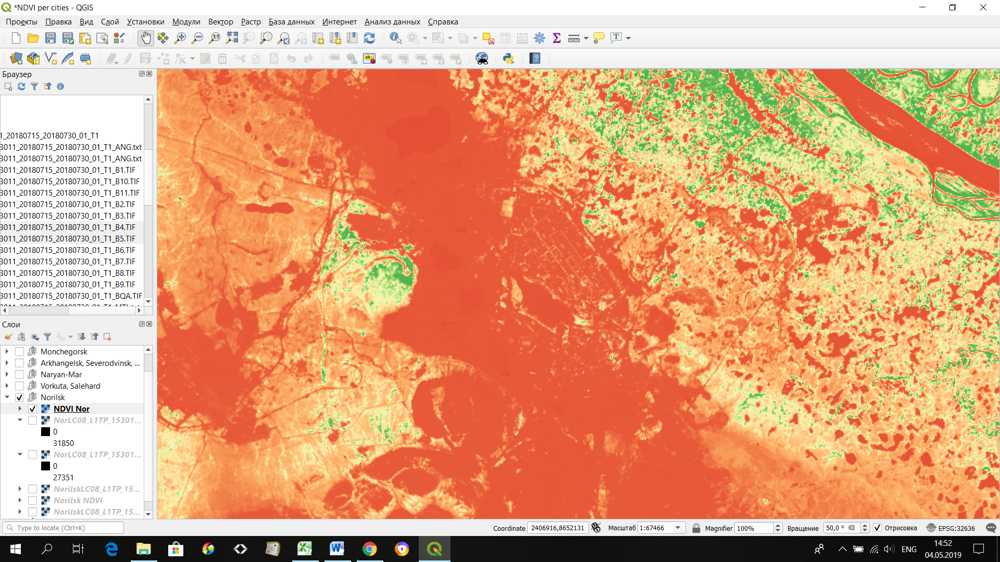 *NDVI per cities - QGIS
Проекты Правка Вид Слой Установки Модули Вектор Растр База данных Интернет Анализ данных Справка
Браузер
1_20180715_20180730_01_T1
3011_20180715_20180730_01_T1_ANG.txt
3011_20180715_20180730_01_T1_ANG.txt
3011_20180715_20180730_01_T1_B1.TIF
3011_20180715_20180730_01_T1_B10.TIF
3011_20180715_20180730_01_T1_B11.TIF
3011_20180715_20180730_01_T1_B2.TIF
3011_20180715_20180730_01_T1_B3.TIF
3011_20180715_20180730_01_T1_B4.TIF
3011_20180715_20180730_01_T1_B5.TIF
3011_20180715_20180730_01_T1_B6.TIF
3011_20180715_20180730_01_T1_B7.TIF
3011_20180715_20180730_01_T1_B8.TIF
3011_20180715_20180730_01_T1_B9.TIF
3011_20180715_20180730_01_T1_BQA.TIF
Слои
Monchegorsk
Arkhangelsk, Severodvinsk, ...
Naryan-Mar
Vorkuta, Salehard
Norilsk
NDVI Nor
NorLC08_L1TP_15301...
0
31850
NorLC08_L1TP_15301...
0
27351
NorilskLC08_L1TP_15...
Norilsk NDVI
NorilskLC08_L1TP_15...
Type to locate (Ctrl+K) Coordinate 2406916,8652131 Масштаб 1:67466 Magnifier 100% Вращение 50,0 ° Отрисовка EPSG:32636
ENG
14:52
04.05.2019